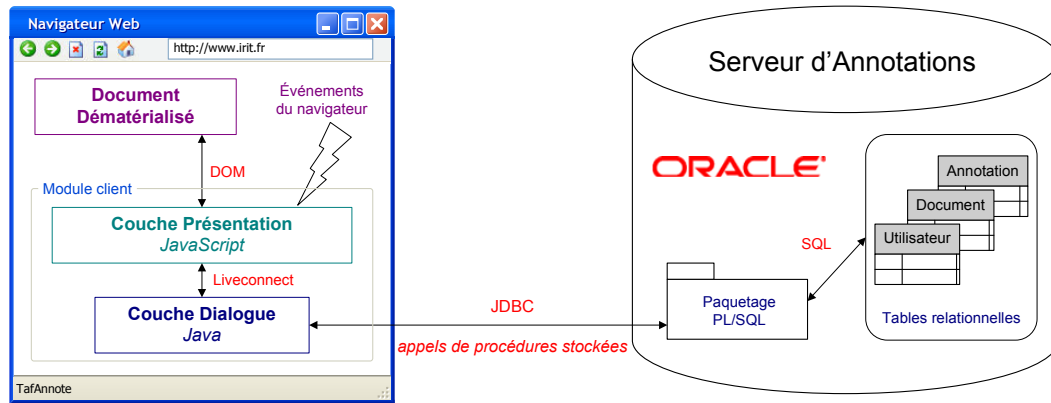 Navigateur Web
http://www.irit.fr
Document
Dématérialisé
Événements
du navigateur
DOM
Module client
Couche Présentation
JavaScript
Liveconnect
Couche Dialogue
Java
TafAnnote
JDBC
appels de procédures stockées
Serveur d'Annotations
ORACLE
Annotation
Document
Utilisateur
SQL
Paquetage
PL/SQL
Tables relationnelles